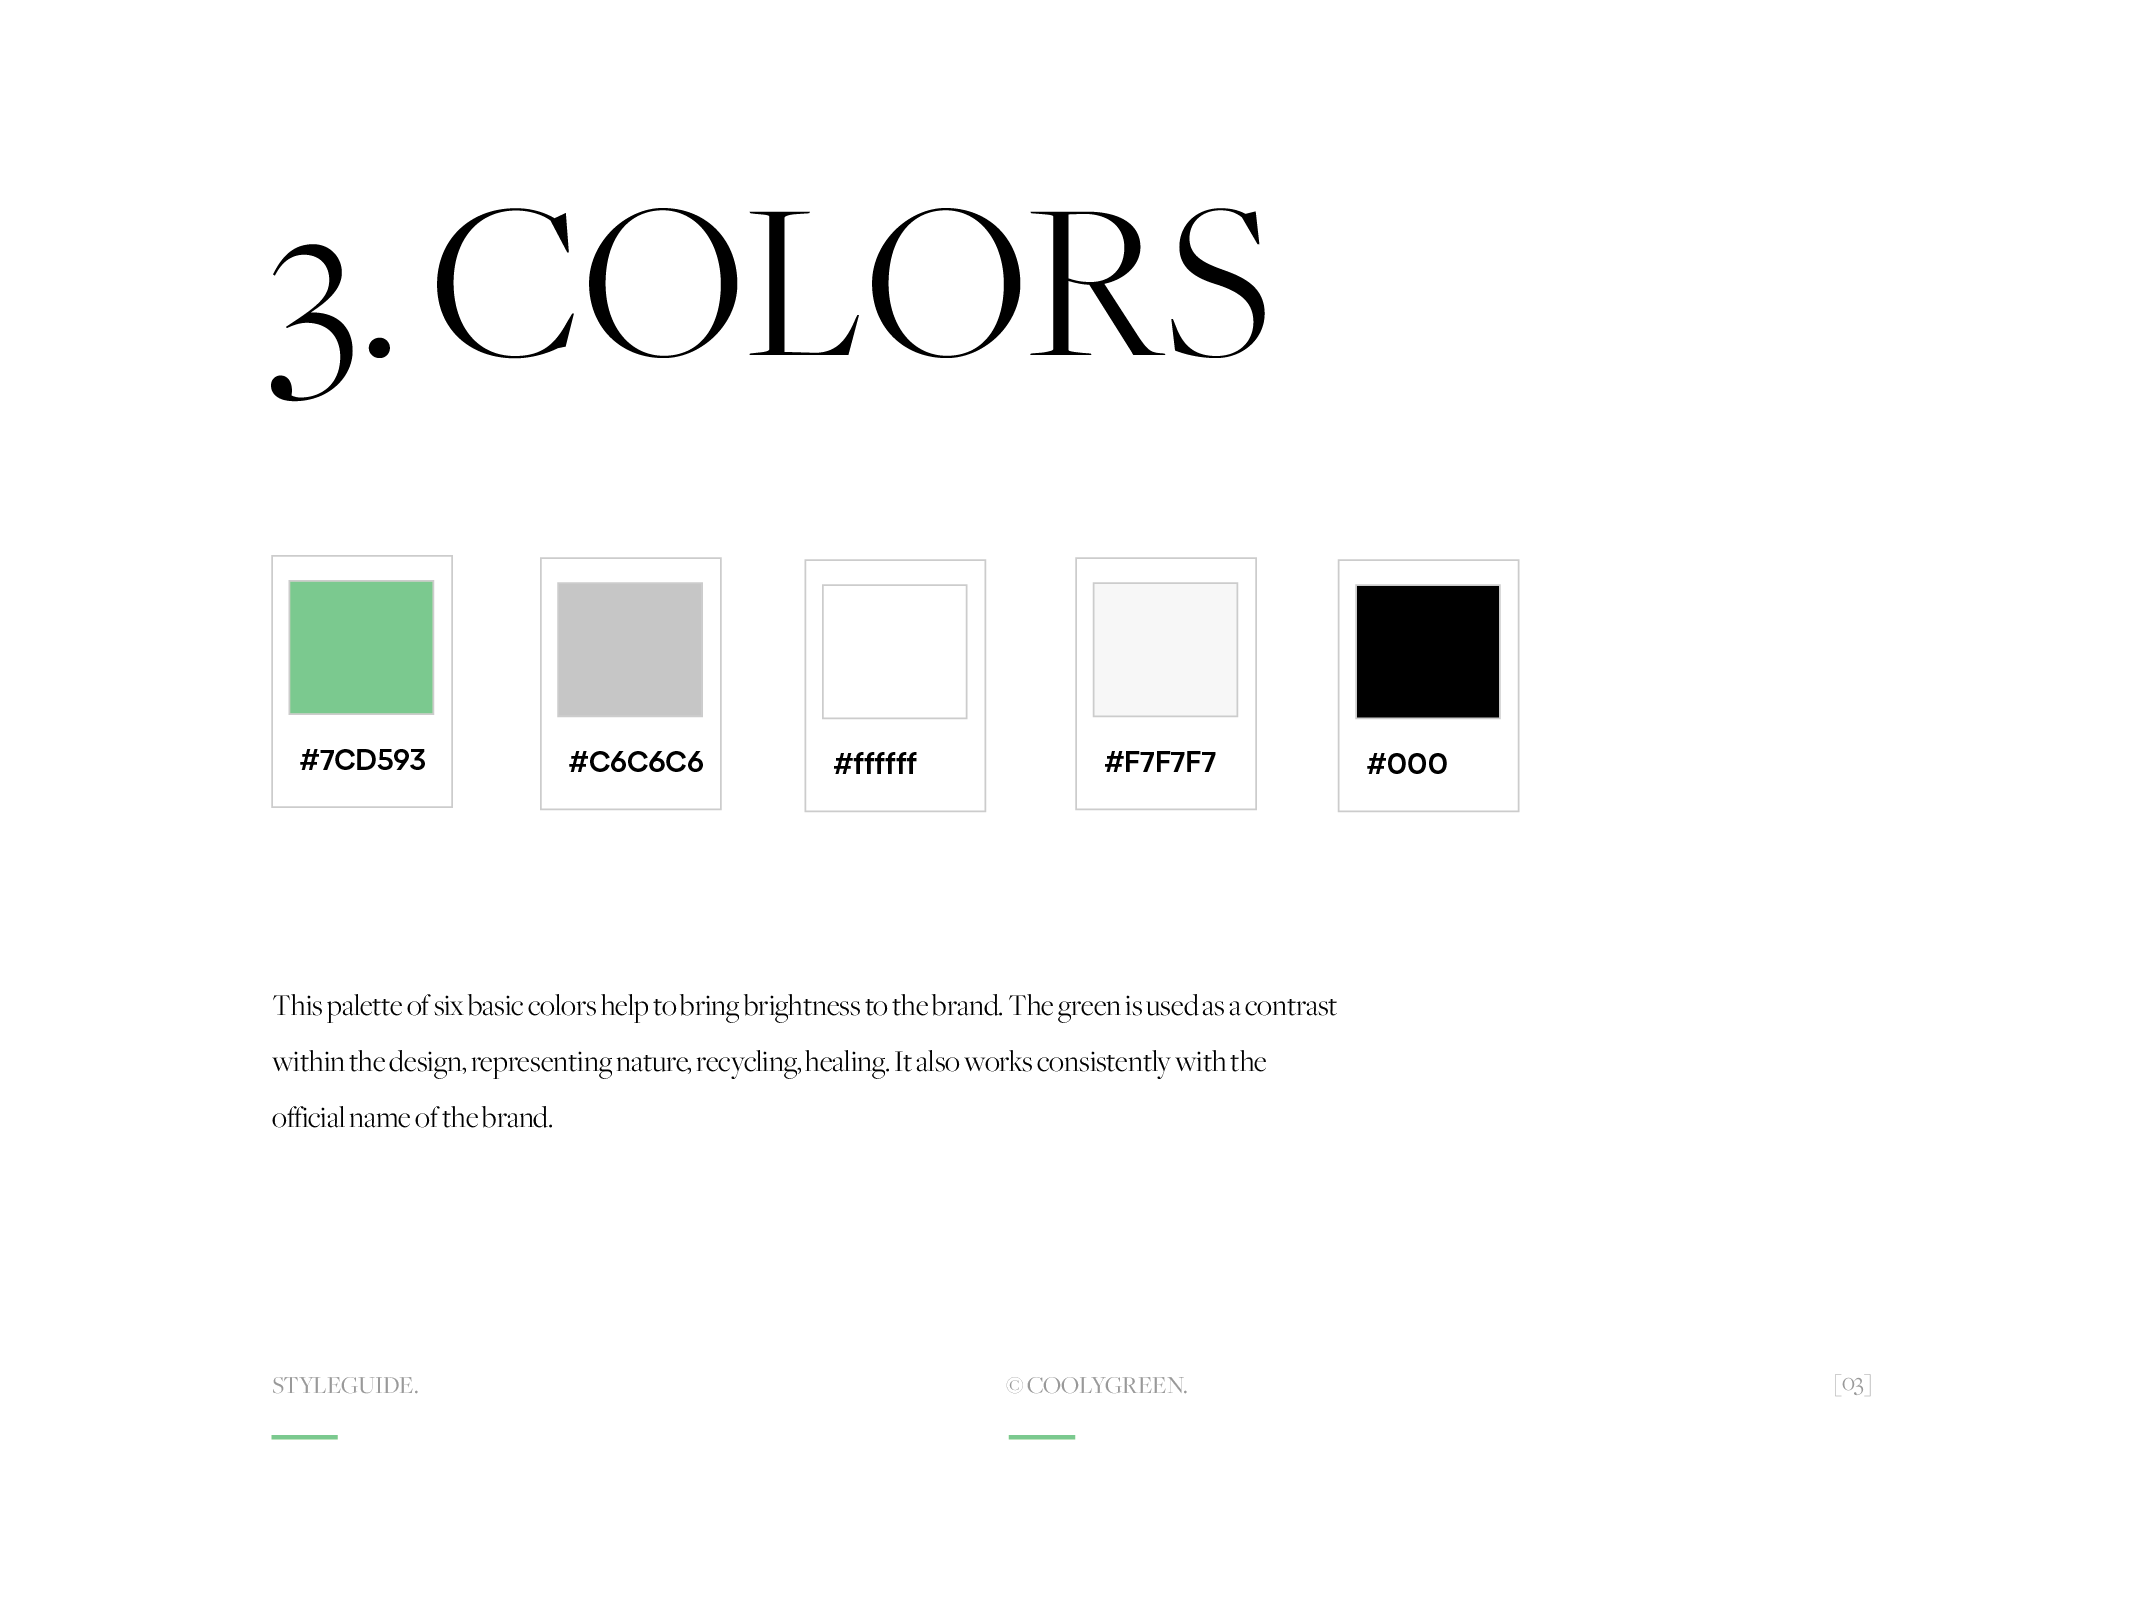 3. COLORS
#7CD593
#C6C6C6
#ffffff
#F7F7F7
#000
This palette of six basic colors help to bring brightness to the brand. The green is used as a contrast
within the design, representing nature, recycling, healing. It also works consistently with the
official name of the brand.
STYLEGUIDE.
© COOLYGREEN.
[03]